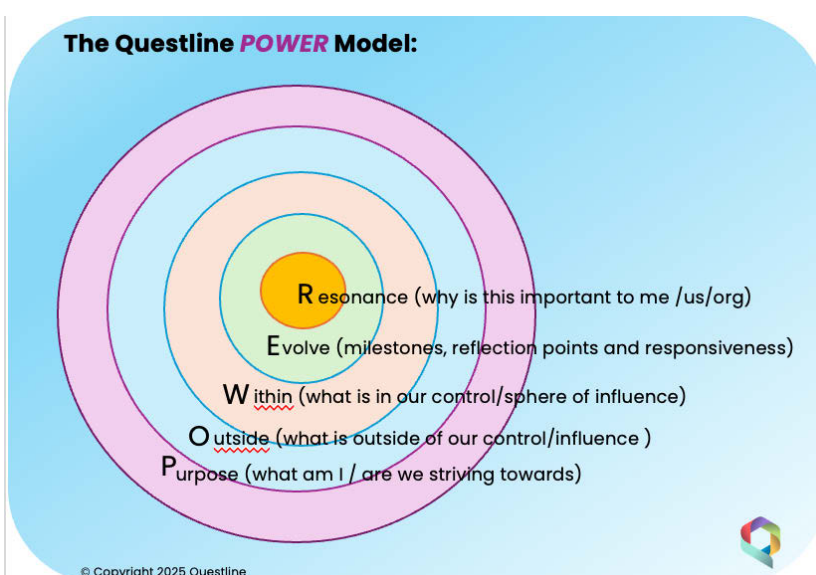 The Questline POWER Model:
Resonance (why is this important to me /us/org)
Evolve (milestones, reflection points and responsiveness)
Within (what is in our control/sphere of influence)
Outside (what is outside of our control/influence )
Purpose (what am I / are we striving towards)
© Copyright 2025 Questline